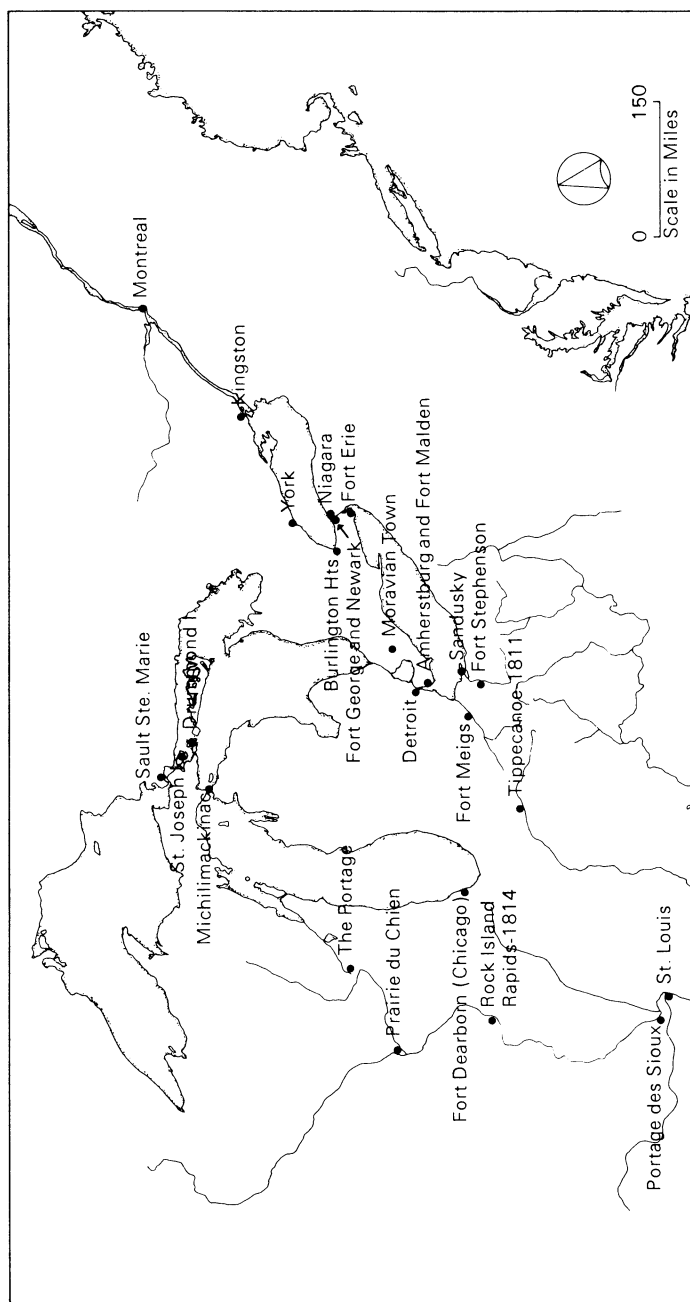 Montreal
Kingston
York
Niagara
Fort Erie
Burlington Hts
Fort George and Newark
Moravian Town
Amherstburg and Fort Malden
Detroit
Sandusky
Fort Stephenson
Fort Meigs
Tippecanoe-1811
Sault Ste. Marie
Drummond I.
St. Joseph Is.
Michilimackinac
The Portage
Prairie du Chien
Fort Dearborn (Chicago)
Rock Island
Rapids-1814
St. Louis
Portage des Sioux
0 150
Scale in Miles